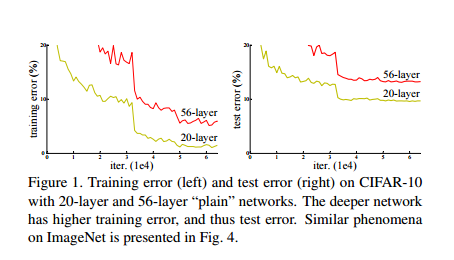 20
10
0
training error (%)
0 1 2 3 4 5 6
iter. (1e4)
56-layer
20-layer
20
10
0
test error (%)
0 1 2 3 4 5 6
iter. (1e4)
56-layer
20-layer
Figure 1. Training error (left) and test error (right) on CIFAR-10
with 20-layer and 56-layer “plain” networks. The deeper network
has higher training error, and thus test error. Similar phenomena
on ImageNet is presented in Fig. 4.